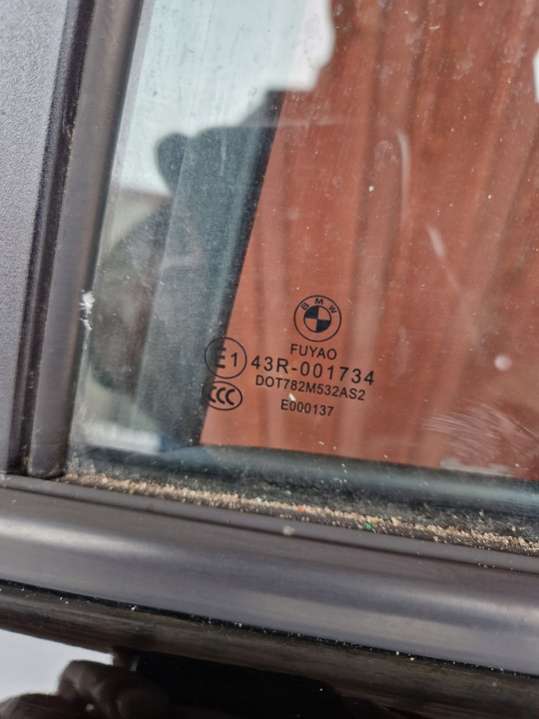 BMW
FUYAO
E1 43R-001734
DOT782M532AS2
CCC E000137